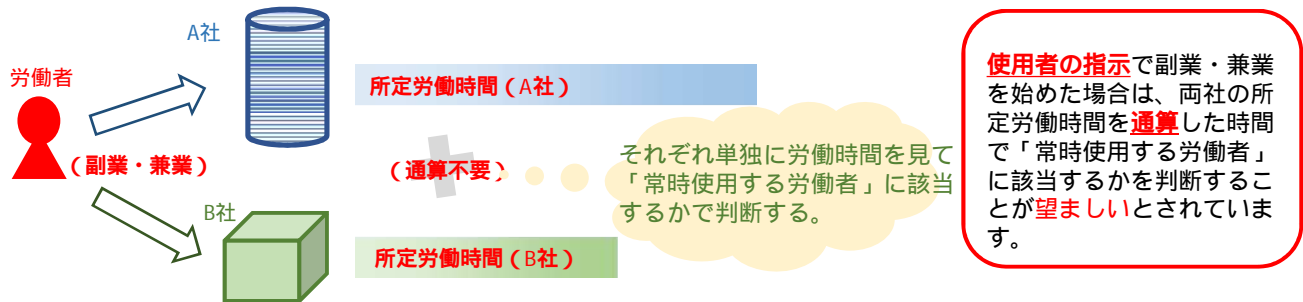 A社
労働者
(副業・兼業)
B社
所定労働時間(A社)
(通算不要)
所定労働時間(B社)
それぞれ単独に労働時間を見て
「常時使用する労働者」に該当
するかで判断する。
使用者の指示で副業・兼業
を始めた場合は、両社の所
定労働時間を通算した時間
で「常時使用する労働者」
に該当するかを判断するこ
とが望ましいとされていま
す。